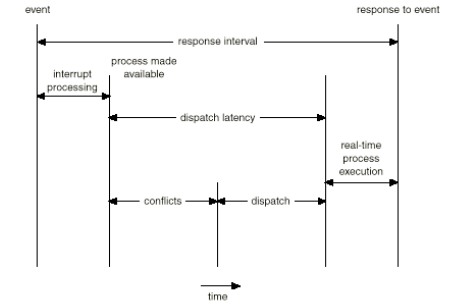 event
response to event
response interval
process made
available
interrupt
processing
dispatch latency
real-time
process
execution
conflicts
dispatch
time